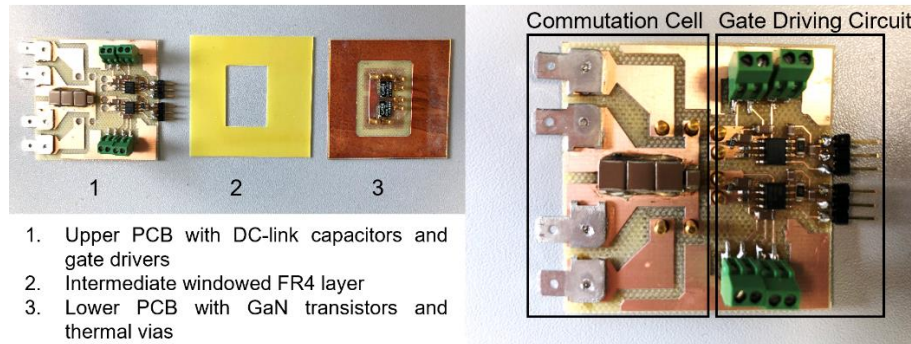 1
2
3
1. Upper PCB with DC-link capacitors and
gate drivers
2. Intermediate windowed FR4 layer
3. Lower PCB with GaN transistors and
thermal vias
Commutation Cell
Gate Driving Circuit